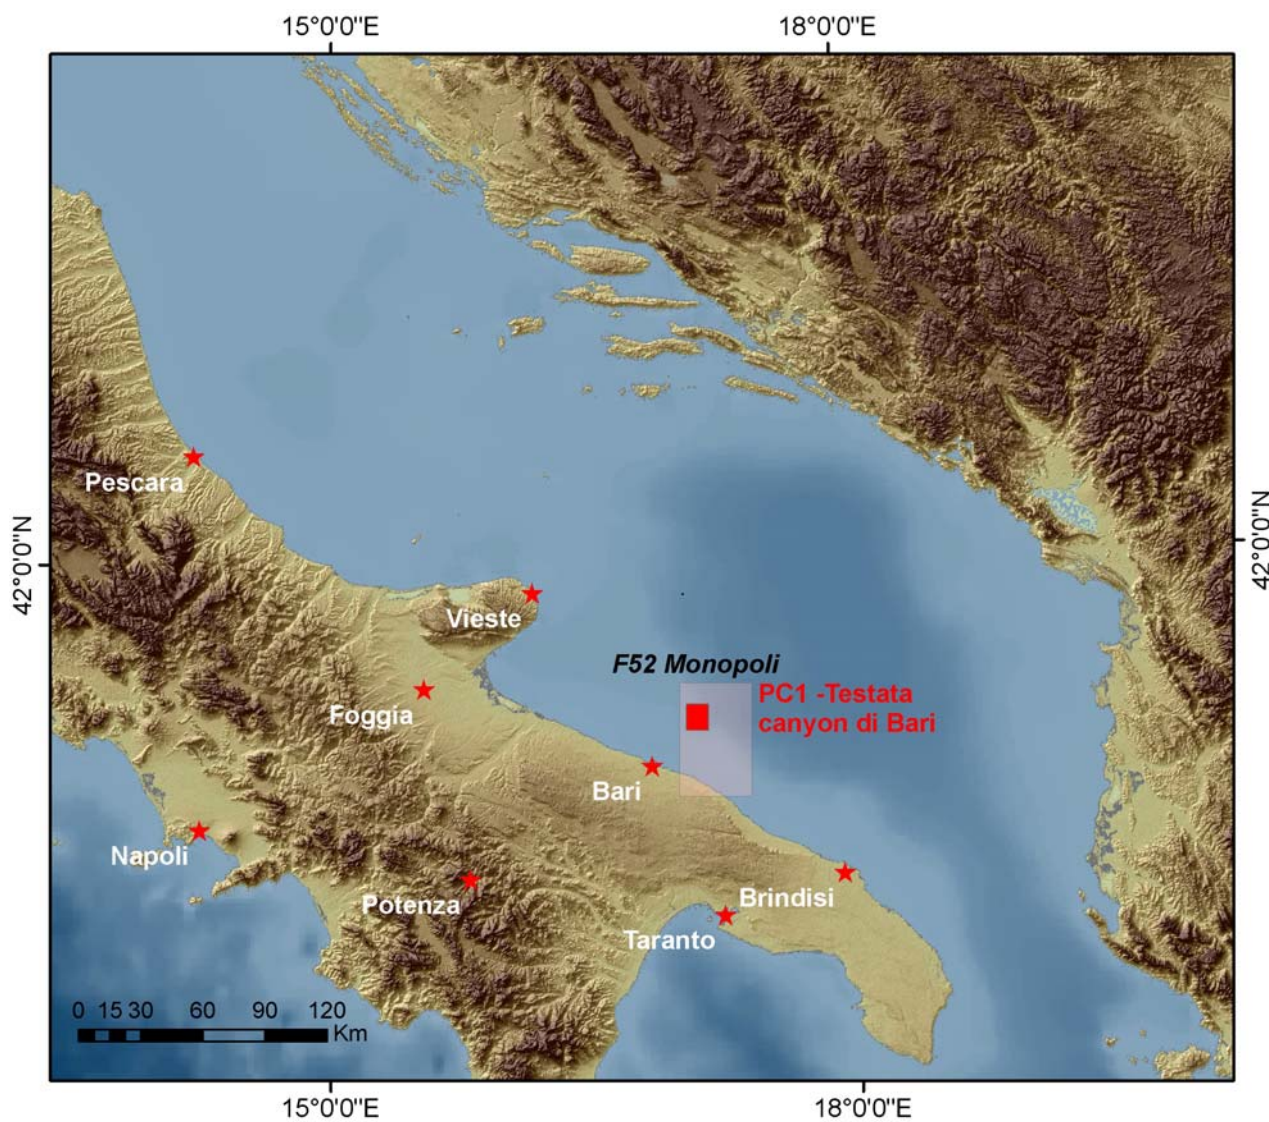 15°0'0"E
18°0'0"E
Pescara
42°0'0"N
42°0'0"N
Vieste
F52 Monopoli
PC1 -Testata
canyon di Bari
Foggia
Bari
Napoli
Potenza
Brindisi
Taranto
0 15 30 60 90 120
Km
15°0'0"E
18°0'0"E